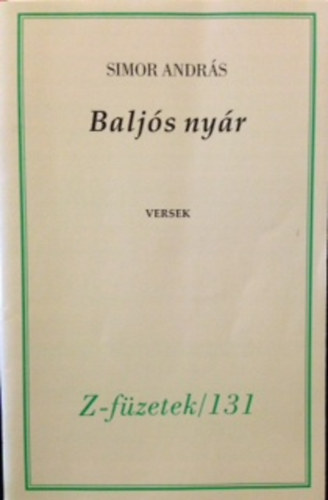 SIMOR ANDRÁS
Baljós nyár
VERSEK
Z-füzetek/131